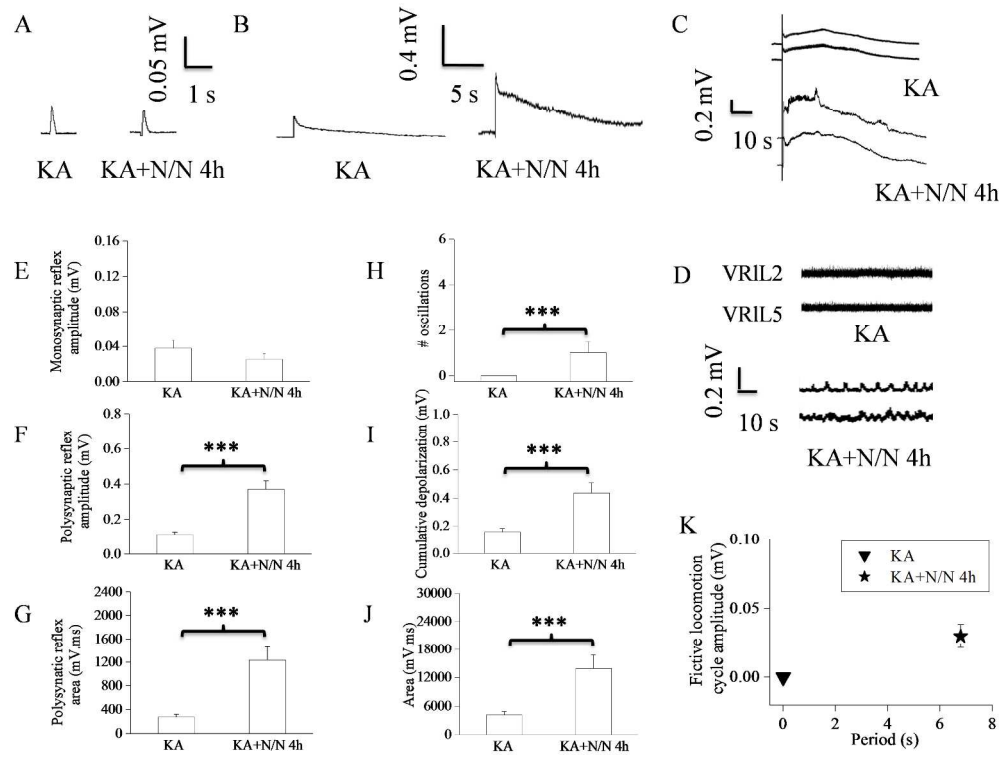 A
0.05 mV
1 s
KA
KA+N/N 4h
B
0.4 mV
5 s
KA
KA+N/N 4h
C
KA
0.2 mV
10 s
KA+N/N 4h
D
VRlL2
VRlL5
KA
0.2 mV
10 s
KA+N/N 4h
E
Monosynaptic reflex
amplitude (mV)
0.16
0.12
0.08
0.04
0.00
KA
KA+N/N 4h
F
Polysynaptic reflex
amplitude (mV)
0.8
0.6
0.4
0.2
0.0
***
KA
KA+N/N 4h
G
Polysynatic reflex
area (mV.ms)
2400
2000
1600
1200
800
400
0
***
KA
KA+N/N 4h
H
# oscillations
6
4
2
0
***
KA
KA+N/N 4h
I
Cumulative depolarization (mV)
1.0
0.8
0.6
0.4
0.2
0.0
***
KA
KA+N/N 4h
J
Area (mV.ms)
30000
24000
18000
12000
6000
0
***
KA
KA+N/N 4h
K
Fictive locomotion
cycle amplitude (mV)
0.10
0.05
0.00
KA
KA+N/N 4h
0
2
4
6
8
Period (s)